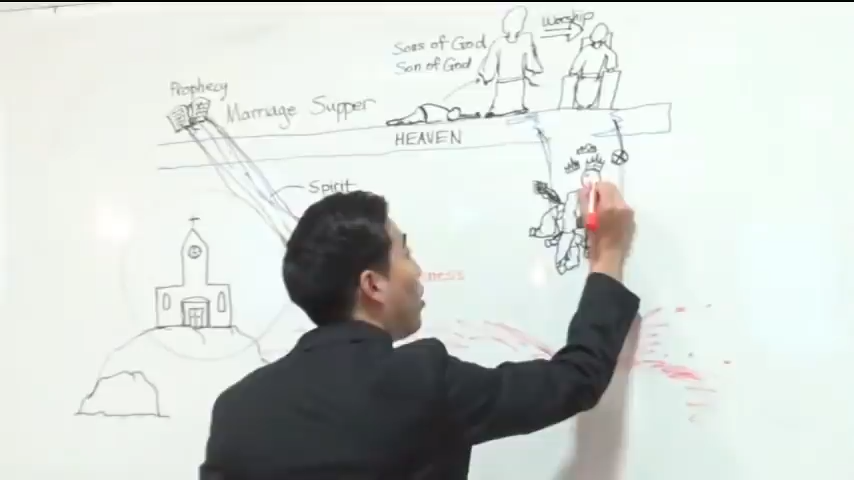 Worship
Sons of God
Son of God
Prophecy
Marriage Supper
HEAVEN
Spirit